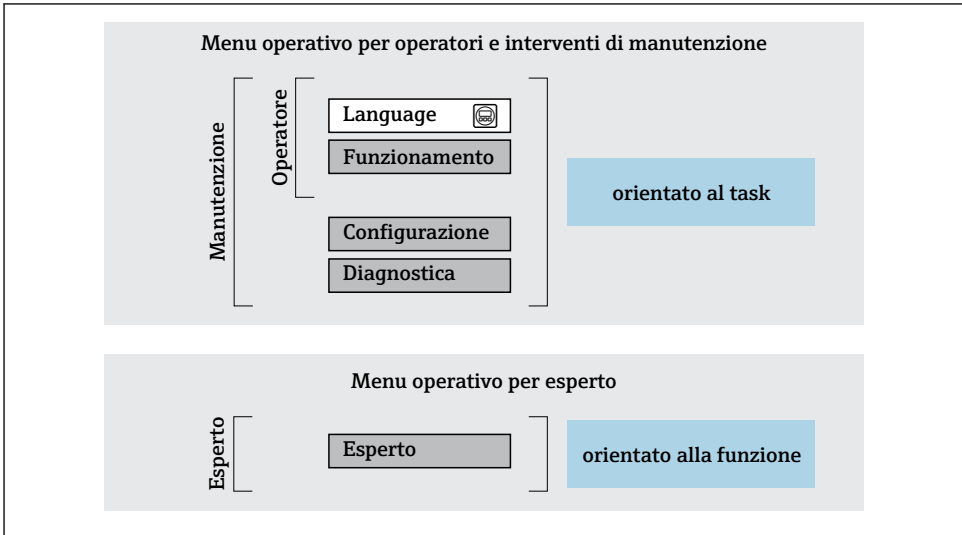 Menu operativo per operatori e interventi di manutenzione
Manutenzione
Operatore
Language
Funzionamento
Configurazione
Diagnostica
orientato al task
Menu operativo per esperto
Esperto
Esperto
orientato alla funzione